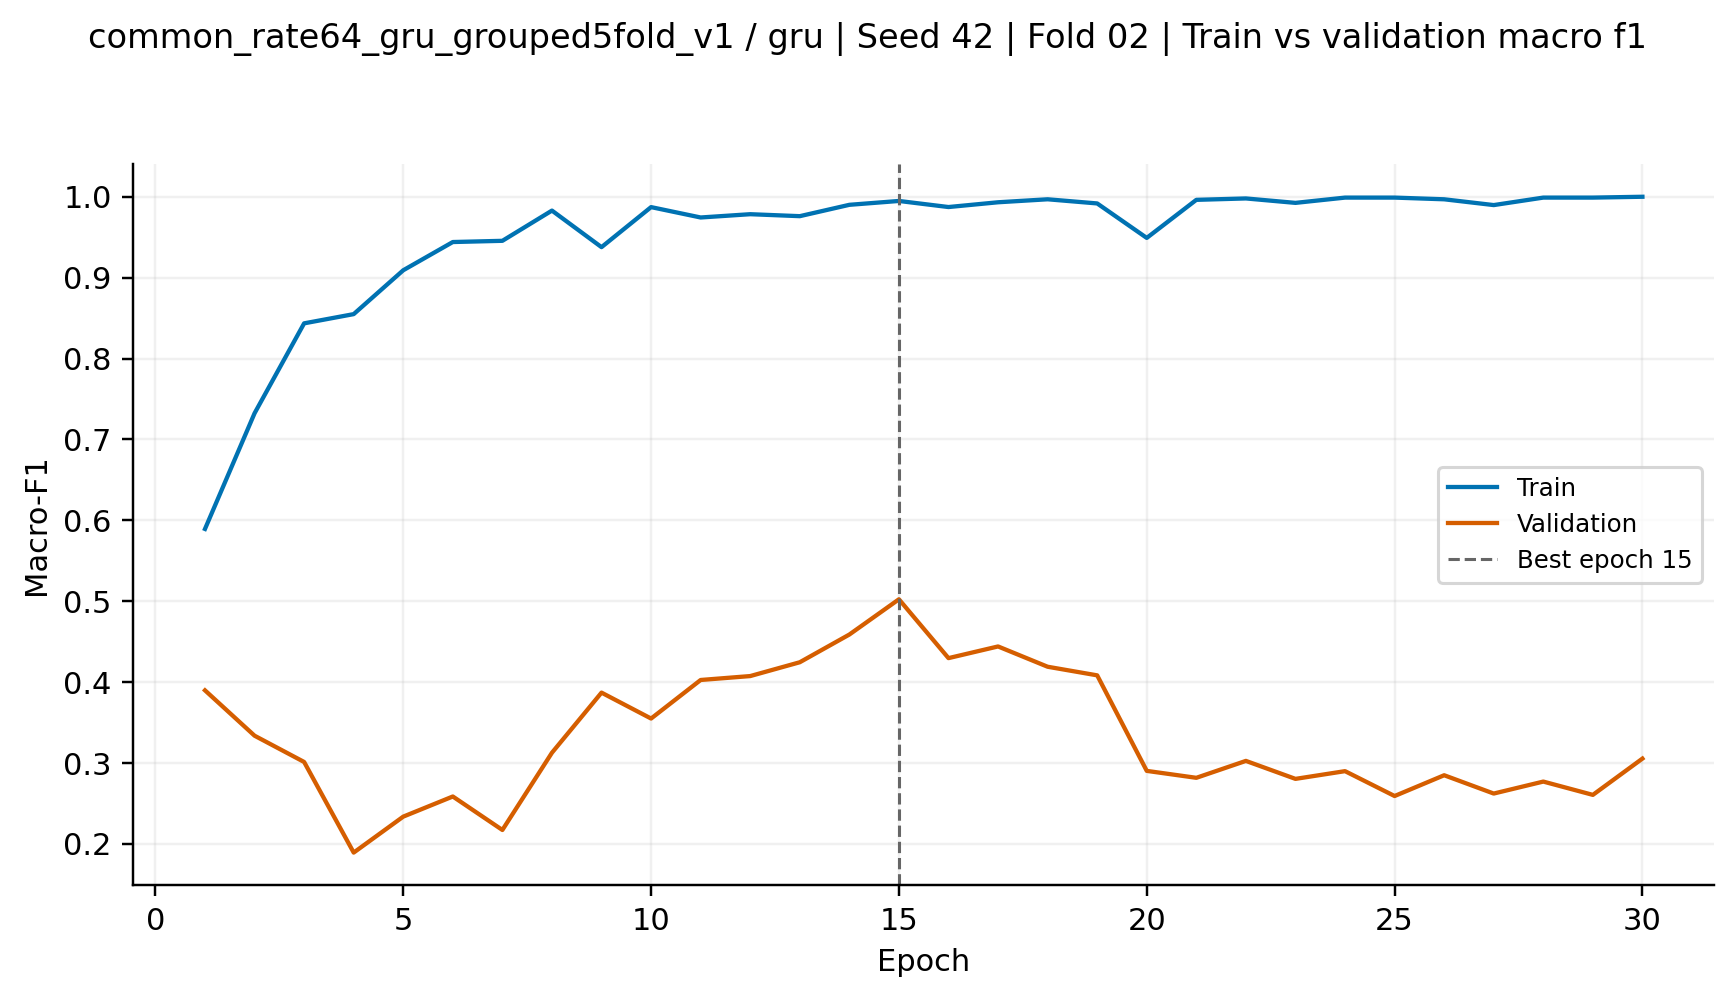 common_rate64_gru_grouped5fold_v1 / gru | Seed 42 | Fold 02 | Train vs validation macro f1
1.0
0.9
0.8
0.7
0.6
0.5
0.4
0.3
0.2
Macro-F1
Train
Validation
Best epoch 15
0 5 10 15 20 25 30
Epoch